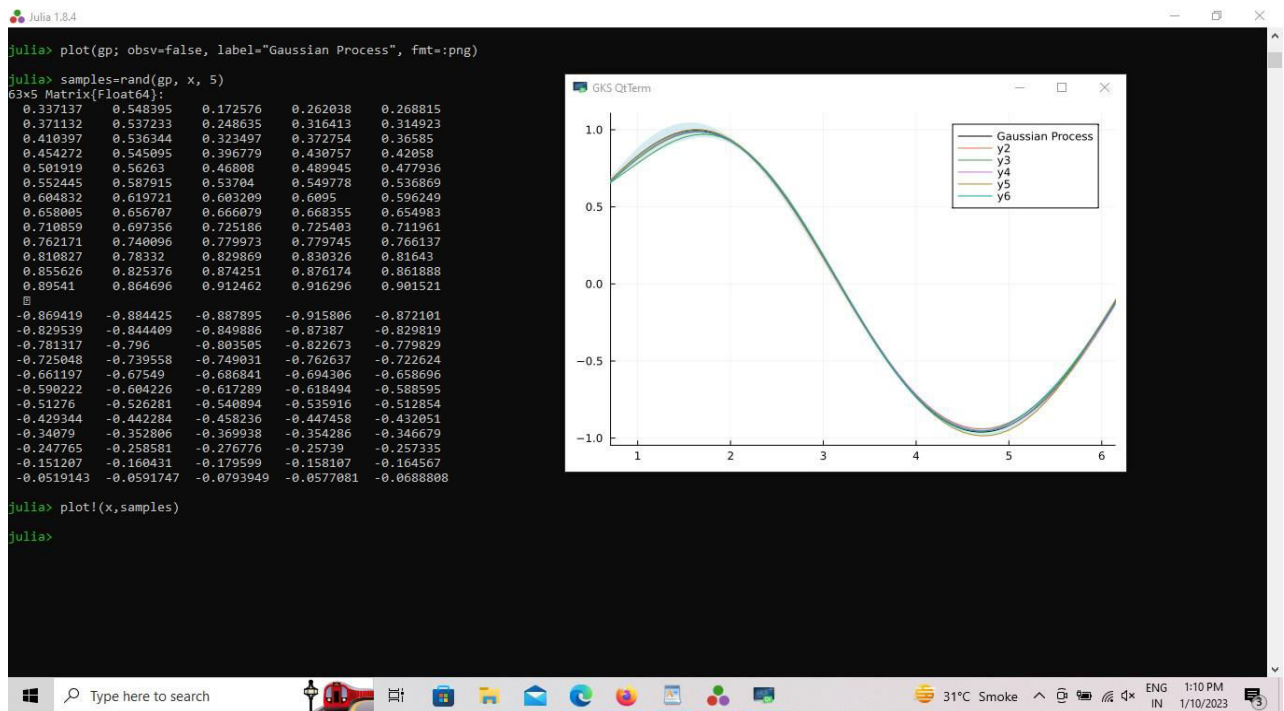 Julia 1.8.4
julia> plot(gp; obsv=false, label="Gaussian Process", fmt=:png)
julia> samples=rand(gp, x, 5)
63×5 Matrix{Float64}:
0.337137 0.548395 0.172576 0.262038 0.268815
0.371132 0.537233 0.248635 0.316413 0.314923
0.410397 0.536344 0.323497 0.372754 0.36585
0.454272 0.545095 0.396779 0.430757 0.42058
0.501919 0.56263 0.46808 0.489945 0.477936
0.552445 0.587915 0.53704 0.549778 0.536869
0.604832 0.619721 0.603209 0.6095 0.596249
0.658005 0.656707 0.666079 0.668355 0.654983
0.710859 0.697356 0.725186 0.725403 0.711961
0.762171 0.740096 0.779973 0.779745 0.766137
0.810827 0.78332 0.829869 0.830326 0.81643
0.855626 0.825376 0.874251 0.876174 0.861888
0.89541 0.864696 0.912462 0.916296 0.901521
-0.869419 -0.884425 -0.887895 -0.915806 -0.872101
-0.829539 -0.844409 -0.849886 -0.87387 -0.829819
-0.781317 -0.796 -0.803505 -0.822673 -0.779829
-0.725048 -0.739558 -0.749031 -0.762637 -0.722624
-0.661197 -0.67549 -0.686841 -0.694306 -0.658696
-0.590222 -0.604226 -0.617289 -0.618494 -0.588595
-0.51276 -0.526281 -0.540894 -0.535916 -0.512854
-0.429344 -0.442284 -0.458236 -0.447458 -0.432051
-0.34079 -0.352806 -0.369938 -0.354286 -0.346679
-0.247765 -0.258581 -0.276776 -0.25739 -0.257335
-0.151207 -0.160431 -0.179599 -0.158107 -0.164567
-0.0519143 -0.0591747 -0.0793949 -0.0577081 -0.0688808
julia> plot!(x,samples)
julia>
GKS QtTerm
1.0
0.5
0.0
−0.5
−1.0
1 2 3 4 5 6
Gaussian Process
y2
y3
y4
y5
y6
Type here to search
31°C Smoke
ENG
IN
1:10 PM
1/10/2023
3